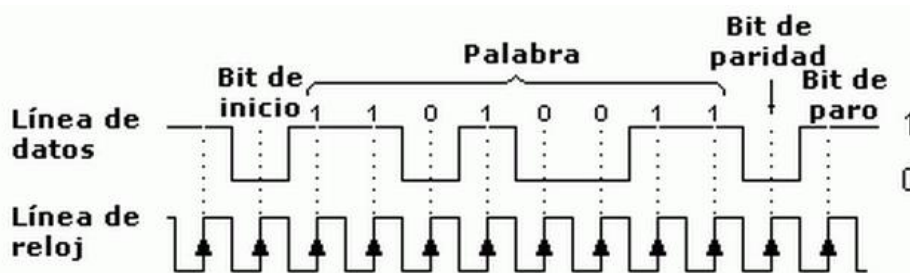 Bit de
paridad
Palabra
Bit de
inicio
Bit de
paro
1 1 0 1 0 0 1 1
Línea de
datos
1
0
Línea de
reloj